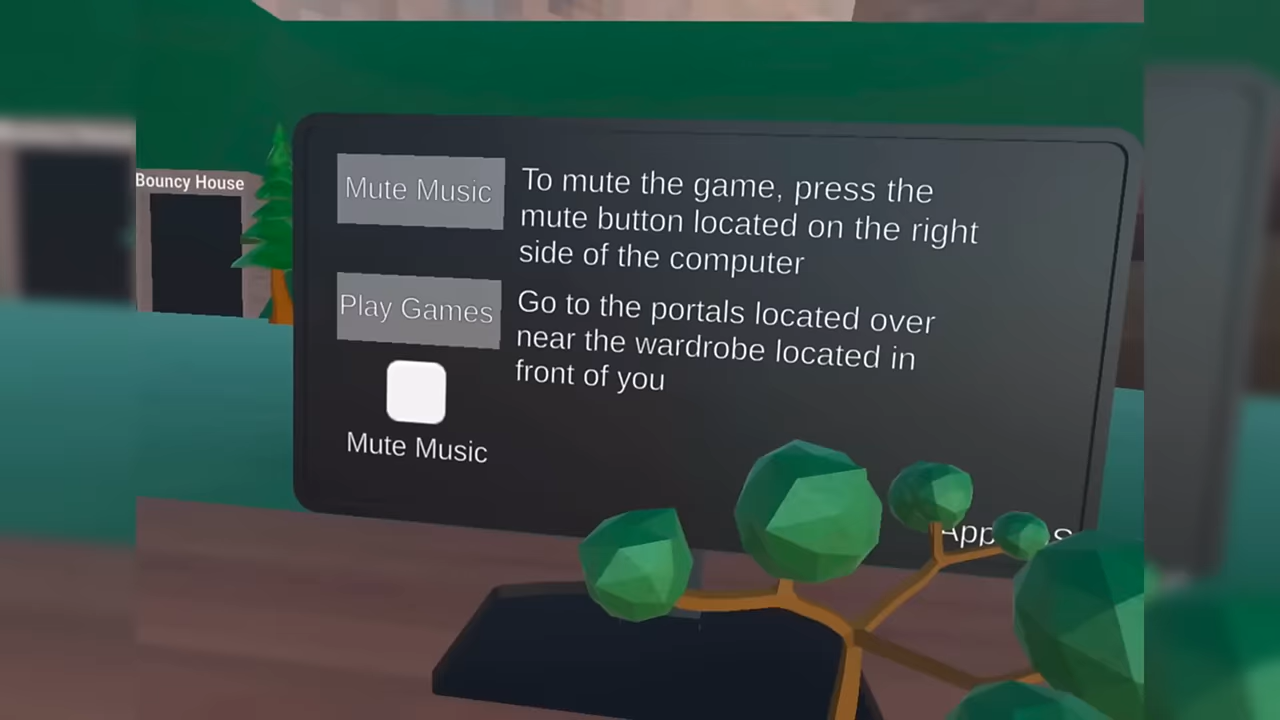 Bouncy House
Mute Music
To mute the game, press the
mute button located on the right
side of the computer
Play Games
Go to the portals located over
near the wardrobe located in
front of you
Mute Music